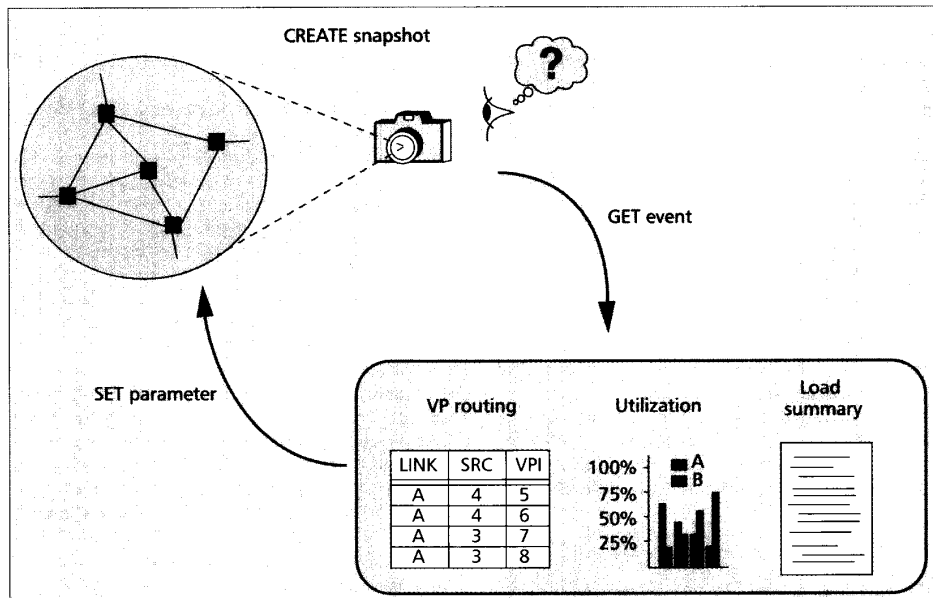 CREATE snapshot
?
GET event
SET parameter
VP routing
LINK SRC VPI
A 4 5
A 4 6
A 3 7
A 3 8
Utilization
A
B
100%
75%
50%
25%
Load
summary